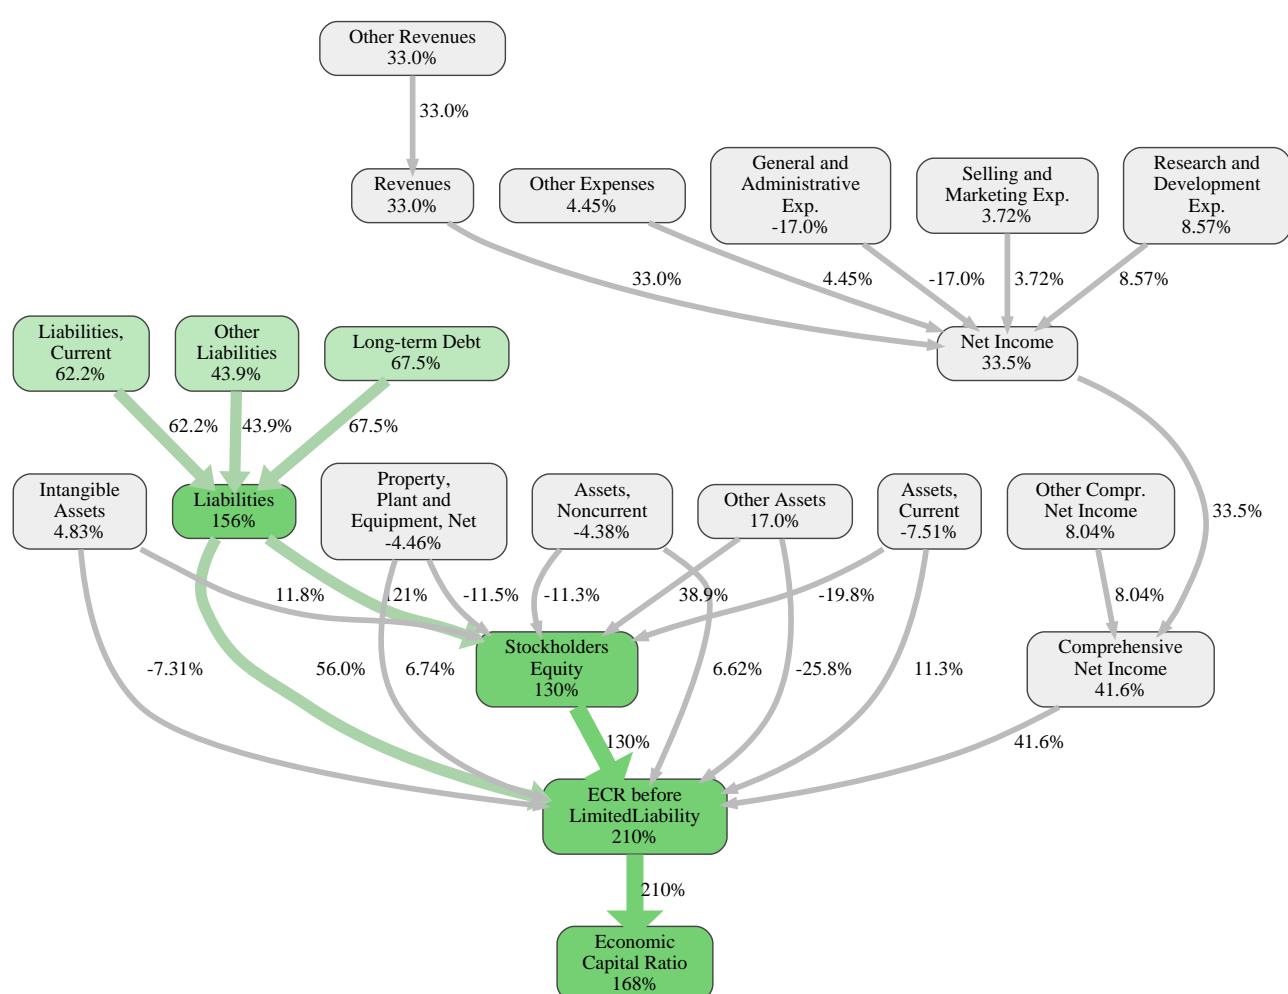 Other Revenues
33.0%
33.0%
Revenues
33.0%
Other Expenses
4.45%
General and
Administrative
Exp.
-17.0%
Selling and
Marketing Exp.
3.72%
Research and
Development
Exp.
8.57%
33.0%
4.45%
-17.0%
3.72%
8.57%
Liabilities,
Current
62.2%
Other
Liabilities
43.9%
Long-term Debt
67.5%
Net Income
33.5%
62.2%
43.9%
67.5%
Intangible
Assets
4.83%
Liabilities
156%
Property,
Plant and
Equipment, Net
-4.46%
Assets,
Noncurrent
-4.38%
Other Assets
17.0%
Assets,
Current
-7.51%
Other Compr.
Net Income
8.04%
33.5%
11.8%
121%
-11.5%
-11.3%
38.9%
-19.8%
8.04%
Stockholders
Equity
130%
Comprehensive
Net Income
41.6%
-7.31%
56.0%
6.74%
6.62%
-25.8%
11.3%
130%
41.6%
ECR before
LimitedLiability
210%
210%
Economic
Capital Ratio
168%